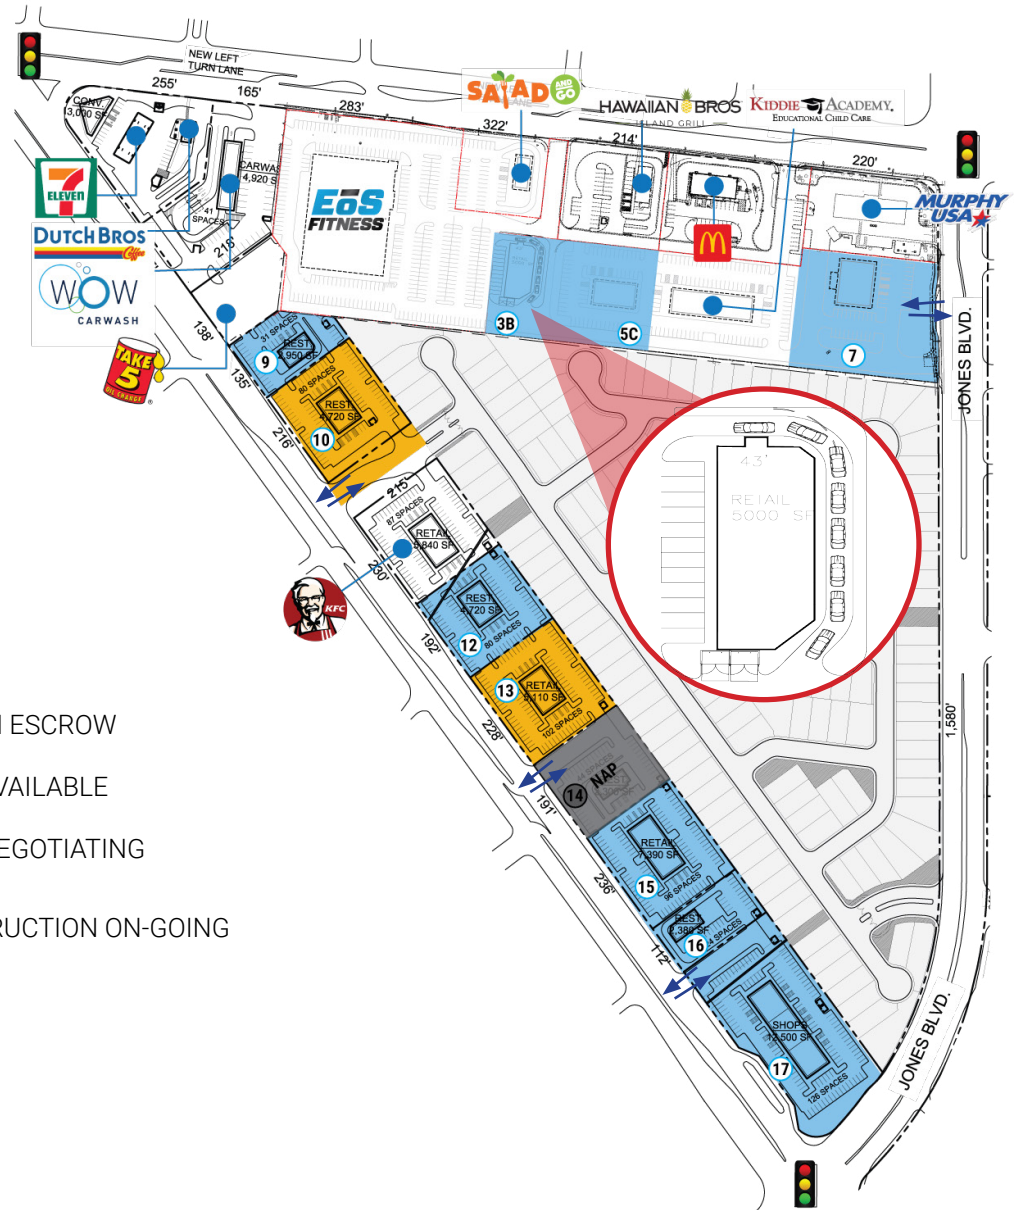 NEW LEFT
TURN LANE
255'
165'
283'
322'
214'
220'
CONV
3,000 SF
SALAD
AND
GO
HAWAIIAN BROS
ISLAND GRILL
KIDDIE ACADEMY.
EDUCATIONAL CHILD CARE
7
ELEVEN
CARWASH
4,920 S
41
SPACES
218'
EōS
FITNESS
MURPHY
USA
DUTCH BROS
Coffee
WOW
CARWASH
M
3B
5C
7
JONES BLVD.
138'
TAKE
5
OIL CHANGE
®
135'
31 SPACES
REST
2,950 SF
9
80 SPACES
REST
4,720 SF
10
216'
215'
87 SPACES
RETAIL
5,840 SF
230'
KFC
43'
RETAIL
5000 SF
REST
4,720 SF
12
80 SPACES
192'
RETAIL
5,110 SF
13
102 SPACES
228'
1,580'
44 SPACES
NAP
14
191'
RETAIL
7,390 SF
15
96 SPACES
236'
REST
2,380 SF
16
4 SPACES
112'
SHOPS
12,500 SF
17
126 SPACES
JONES BLVD.
ESCROW
VAILABLE
EGOTIATING
RUCTION ON-GOING